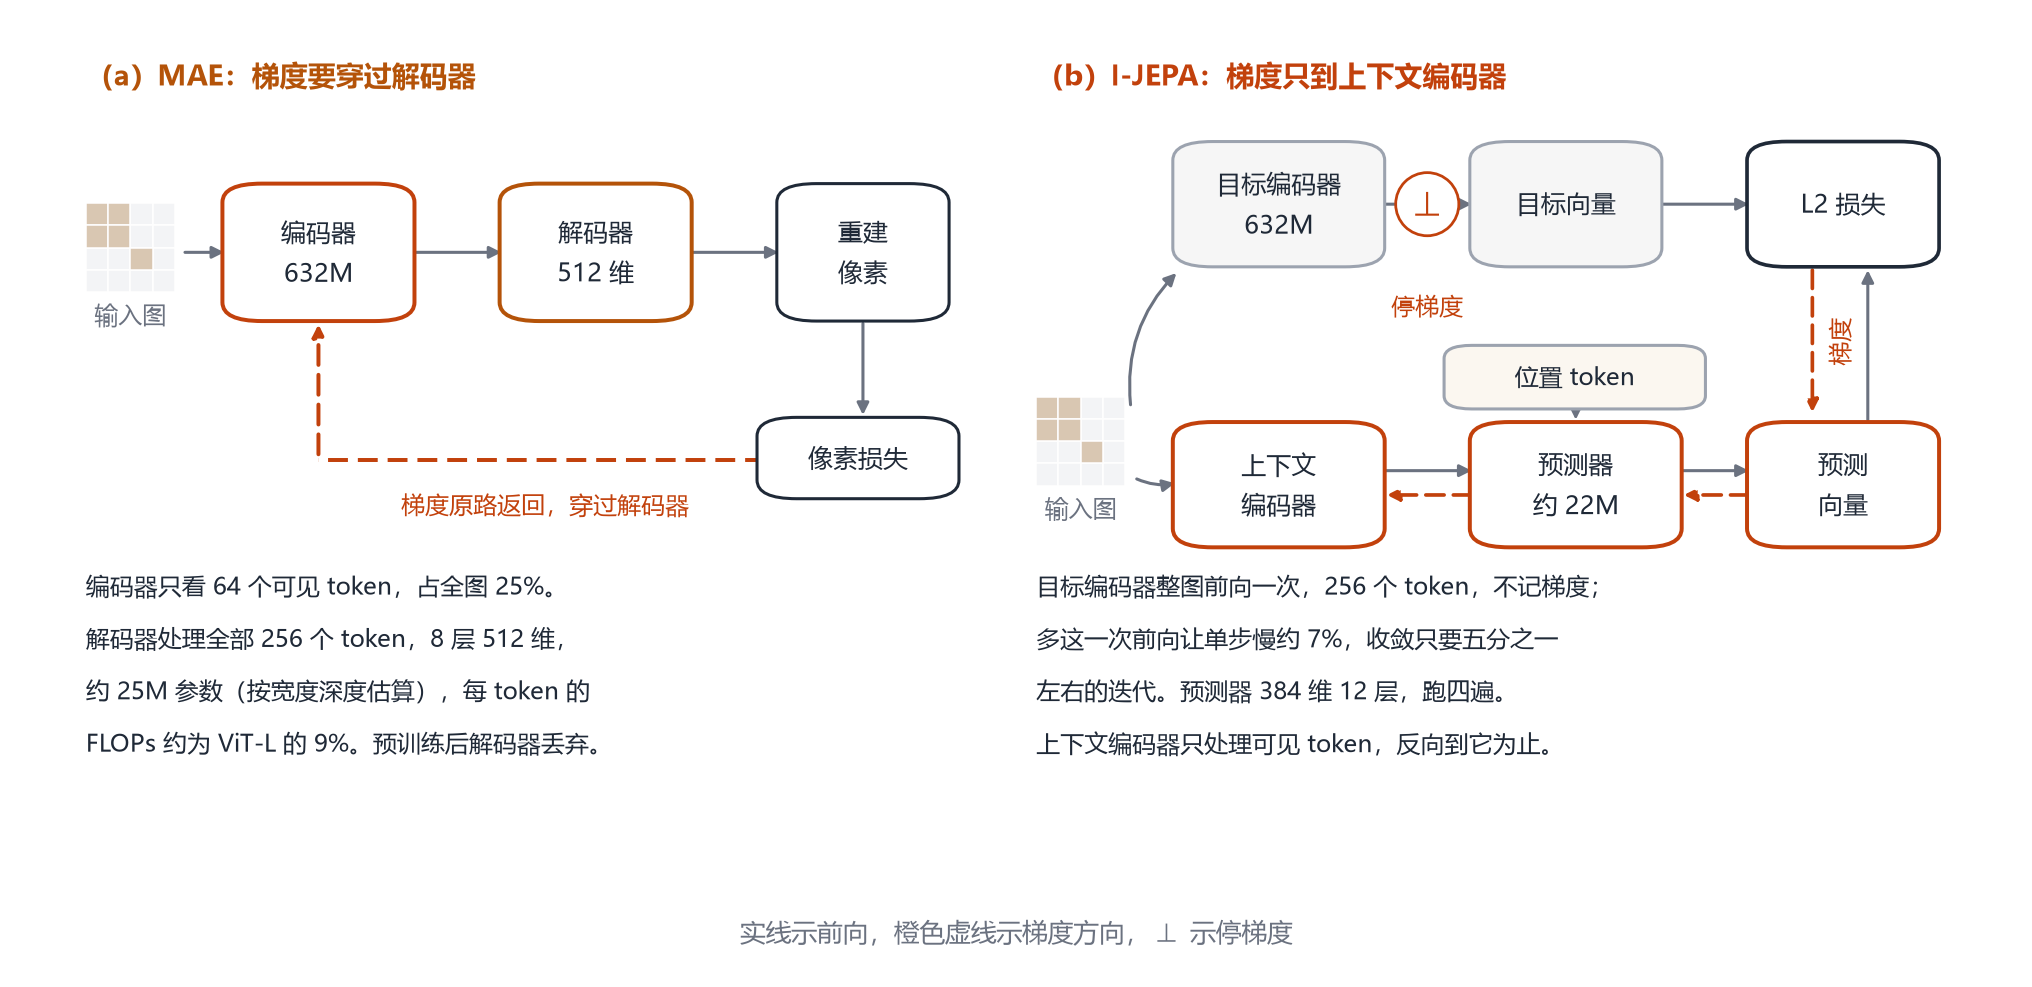 (a) MAE：梯度要穿过解码器
输入图
编码器
632M
解码器
512 维
重建
像素
像素损失
梯度原路返回，穿过解码器
编码器只看 64 个可见 token，占全图 25%。
解码器处理全部 256 个 token，8 层 512 维，
约 25M 参数（按宽度深度估算），每 token 的
FLOPs 约为 ViT-L 的 9%。预训练后解码器丢弃。
(b) I-JEPA：梯度只到上下文编码器
目标编码器
632M
⊥
目标向量
L2 损失
停梯度
梯度
位置 token
输入图
上下文
编码器
预测器
约 22M
预测
向量
目标编码器整图前向一次，256 个 token，不记梯度；
多这一次前向让单步慢约 7%，收敛只要五分之一
左右的迭代。预测器 384 维 12 层，跑四遍。
上下文编码器只处理可见 token，反向到它为止。
实线示前向，橙色虚线示梯度方向， ⊥ 示停梯度